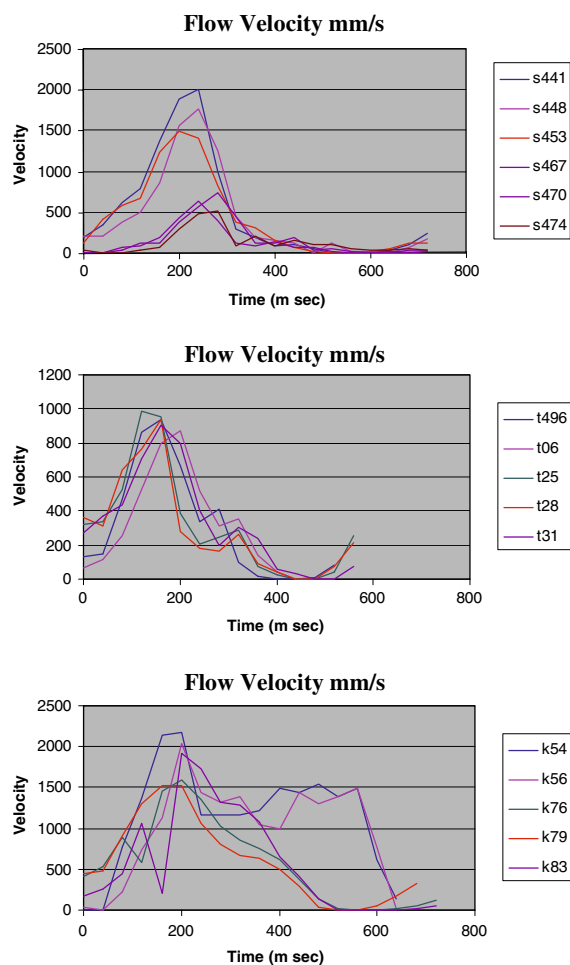 Flow Velocity mm/s
2500
2000
1500
1000
500
0
Velocity
0 200 400 600 800
Time (m sec)
s441
s448
s453
s467
s470
s474
Flow Velocity mm/s
1200
1000
800
600
400
200
0
Velocity
0 200 400 600 800
Time (m sec)
t496
t06
t25
t28
t31
Flow Velocity mm/s
2500
2000
1500
1000
500
0
Velocity
0 200 400 600 800
Time (m sec)
k54
k56
k76
k79
k83